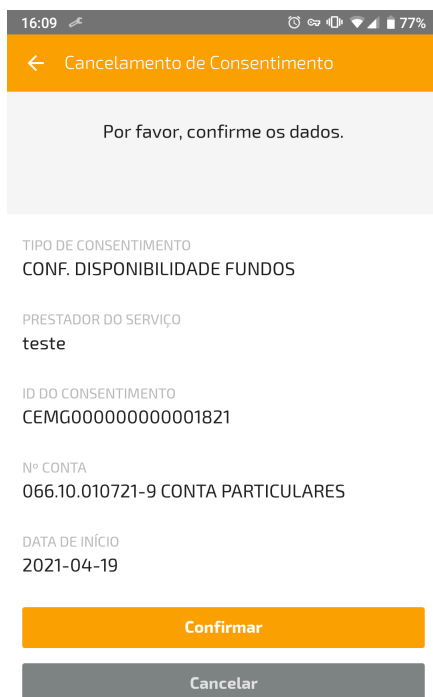 16:09
77%
Cancelamento de Consentimento
Por favor, confirme os dados.
TIPO DE CONSENTIMENTO
CONF. DISPONIBILIDADE FUNDOS
PRESTADOR DO SERVIÇO
teste
ID DO CONSENTIMENTO
CEMG000000000001821
Nº CONTA
066.10.010721-9 CONTA PARTICULARES
DATA DE INÍCIO
2021-04-19
Confirmar
Cancelar